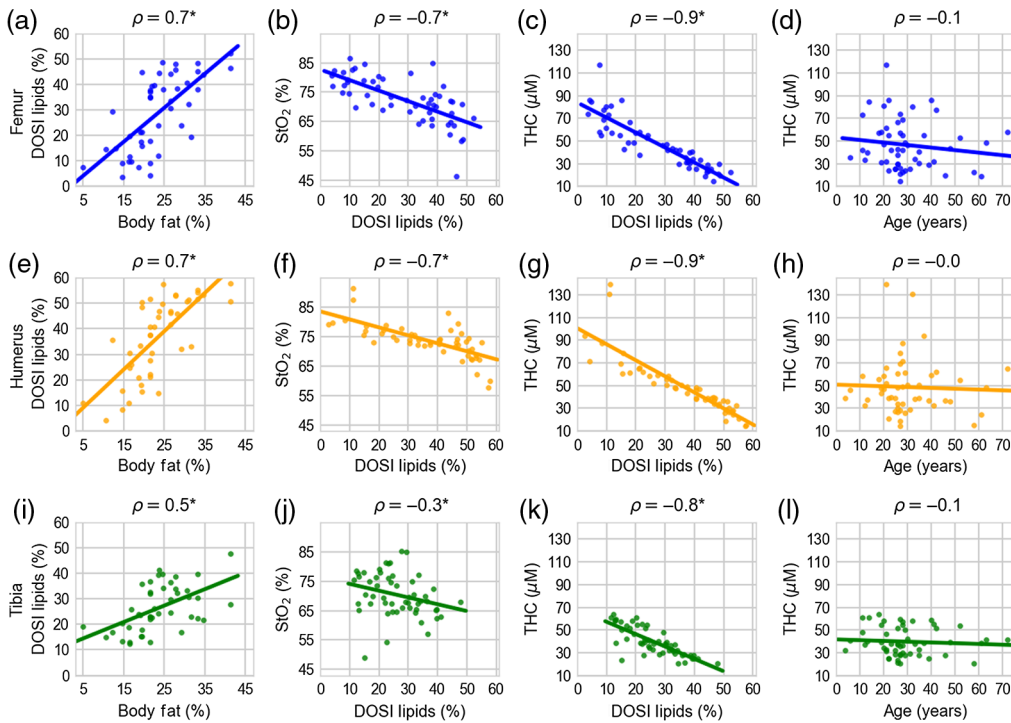 (a) ρ = 0.7* (b) ρ = −0.7* (c) ρ = −0.9* (d) ρ = −0.1
Femur
DOSI lipids (%)
60
50
40
30
20
10
0
5 15 25 35 45
Body fat (%)
StO₂ (%)
85
75
65
55
45
0 10 20 30 40 50 60
DOSI lipids (%)
THC (μM)
130
110
90
70
50
30
10
0 10 20 30 40 50 60
DOSI lipids (%)
THC (μM)
130
110
90
70
50
30
10
0 10 20 30 40 50 60 70
Age (years)
(e) ρ = 0.7* (f) ρ = −0.7* (g) ρ = −0.9* (h) ρ = −0.0
Humerus
DOSI lipids (%)
60
50
40
30
20
10
0
5 15 25 35 45
Body fat (%)
StO₂ (%)
85
75
65
55
45
0 10 20 30 40 50 60
DOSI lipids (%)
THC (μM)
130
110
90
70
50
30
10
0 10 20 30 40 50 60
DOSI lipids (%)
THC (μM)
130
110
90
70
50
30
10
0 10 20 30 40 50 60 70
Age (years)
(i) ρ = 0.5* (j) ρ = −0.3* (k) ρ = −0.8* (l) ρ = −0.1
Tibia
DOSI lipids (%)
60
50
40
30
20
10
0
5 15 25 35 45
Body fat (%)
StO₂ (%)
85
75
65
55
45
0 10 20 30 40 50 60
DOSI lipids (%)
THC (μM)
130
110
90
70
50
30
10
0 10 20 30 40 50 60
DOSI lipids (%)
THC (μM)
130
110
90
70
50
30
10
0 10 20 30 40 50 60 70
Age (years)